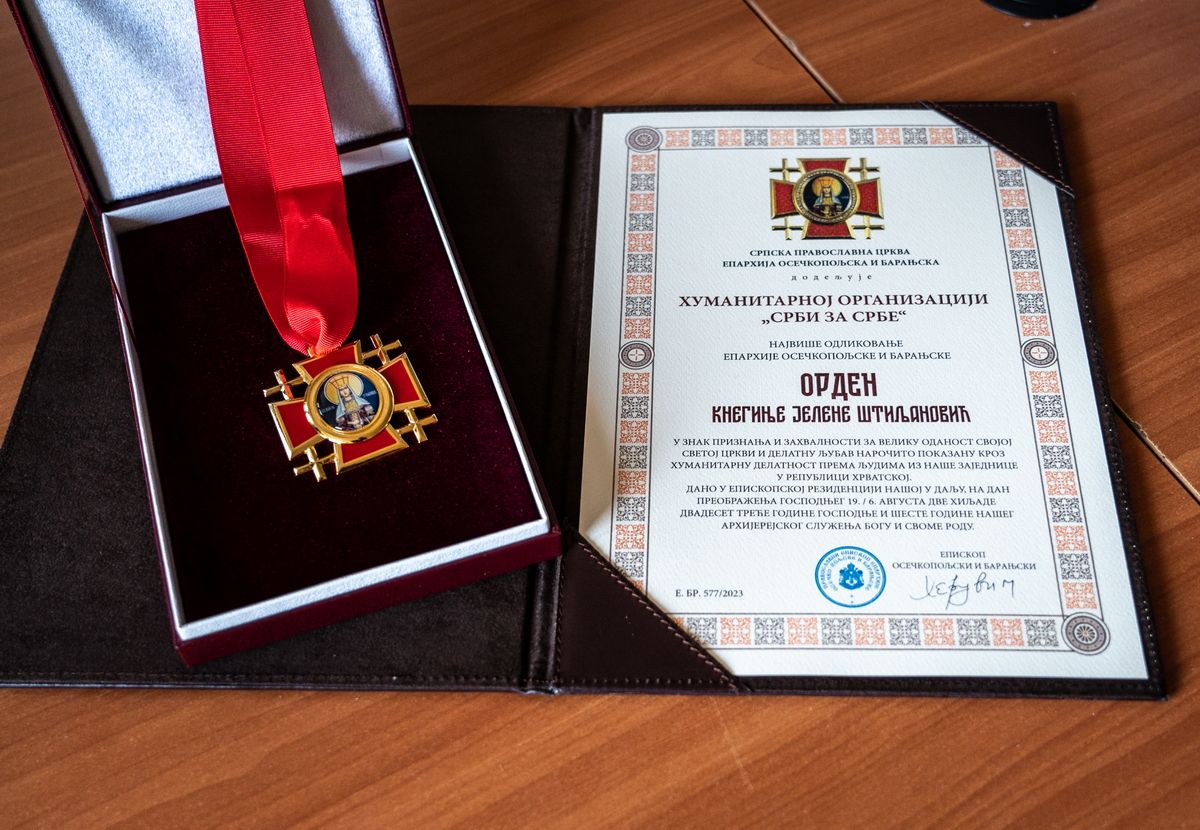 СРПСКА ПРАВОСЛАВНА ЦРКВА
ЕПАРХИЈА ОСЕЧКОПОЉСКА И БАРАЊСКА
додељује
ХУМАНИТАРНОЈ ОРГАНИЗАЦИЈИ
„СРБИ ЗА СРБЕ“
НАЈВИШЕ ОДЛИКОВАЊЕ
ЕПАРХИЈЕ ОСЕЧКОПОЉСКЕ И БАРАЊСКЕ
ОРДЕН
КНЕГИЊЕ ЈЕЛЕНЕ ШТИЉАНОВИЋ
У ЗНАК ПРИЗНАЊА И ЗАХВАЛНОСТИ ЗА ВЕЛИКУ ОДАНОСТ СВОЈОЈ
СВЕТОЈ ЦРКВИ И ДЕЛАТНУ ЉУБАВ НАРОЧИТО ПОКАЗАНУ КРОЗ
ХУМАНИТАРНУ ДЕЛАТНОСТ ПРЕМА ЉУДИМА ИЗ НАШЕ ЗАЈЕДНИЦЕ
У РЕПУБЛИЦИ ХРВАТСКОЈ.
ДАНО У ЕПИСКОПСКОЈ РЕЗИДЕНЦИЈИ НАШОЈ У ДАЉУ, НА ДАН
ПРЕОБРАЖЕЊА ГОСПОДЊЕГ 19. / 6. АВГУСТА ДВЕ ХИЉАДЕ
ДВАДЕСЕТ ТРЕЋЕ ГОДИНЕ ГОСПОДЊЕ И ШЕСТЕ ГОДИНЕ НАШЕГ
АРХИЈЕРЕЈСКОГ СЛУЖЕЊА БОГУ И СВОМЕ РОДУ.
ЕПИСКОП
ОСЕЧКОПОЉСКИ И БАРАЊСКИ
Е. БР. 577/2023